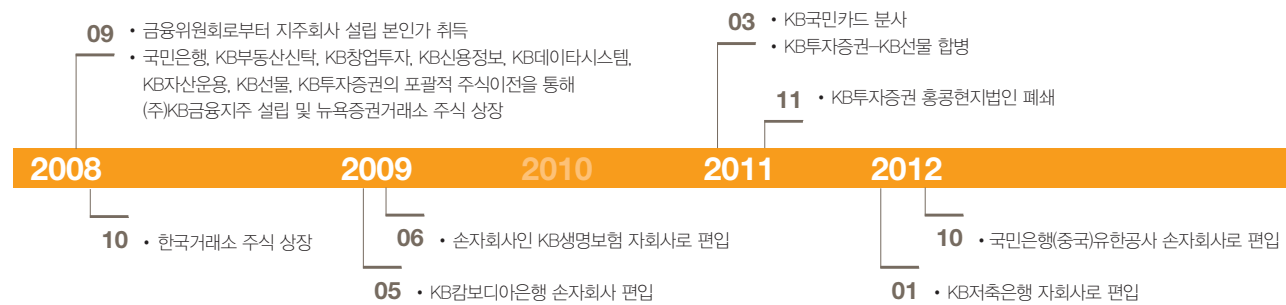 09
• 금융위원회로부터 지주회사 설립 본인가 취득
• 국민은행, KB부동산신탁, KB창업투자, KB신용정보, KB데이타시스템,
KB자산운용, KB선물, KB투자증권의 포괄적 주식이전을 통해
(주)KB금융지주 설립 및 뉴욕증권거래소 주식 상장
03
• KB국민카드 분사
• KB투자증권–KB선물 합병
11 • KB투자증권 홍콩현지법인 폐쇄
2008 2009 2010 2011 2012
10 • 한국거래소 주식 상장
06 • 손자회사인 KB생명보험 자회사로 편입
10 • 국민은행(중국)유한공사 손자회사로 편입
05 • KB캄보디아은행 손자회사 편입
01 • KB저축은행 자회사로 편입